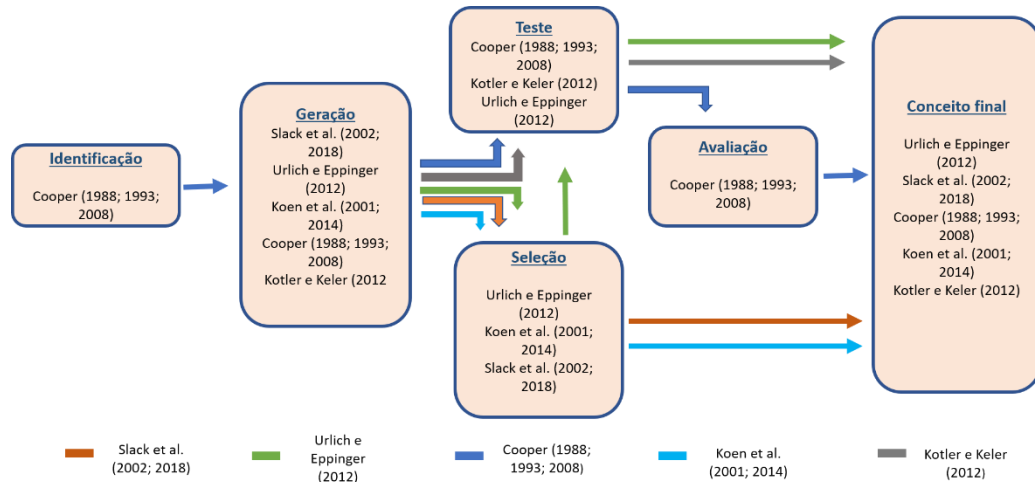 Identificação
Cooper (1988; 1993;
2008)
Geração
Slack et al. (2002;
2018)
Urlich e Eppinger
(2012)
Koen et al. (2001;
2014)
Cooper (1988; 1993;
2008)
Kotler e Keler (2012
Teste
Cooper (1988; 1993;
2008)
Kotler e Keler (2012)
Urlich e Eppinger
(2012)
Seleção
Urlich e Eppinger
(2012)
Koen et al. (2001;
2014)
Slack et al. (2002;
2018)
Avaliação
Cooper (1988; 1993;
2008)
Conceito final
Urlich e Eppinger
(2012)
Slack et al. (2002;
2018)
Cooper (1988; 1993;
2008)
Koen et al. (2001;
2014)
Kotler e Keler (2012)
Slack et al.
(2002; 2018)
Urlich e
Eppinger
(2012)
Cooper (1988;
1993; 2008)
Koen et al.
(2001; 2014)
Kotler e Keler
(2012)